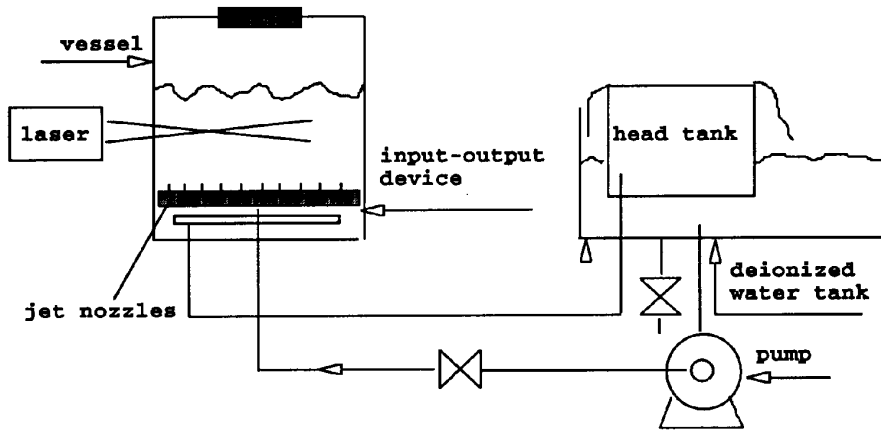 vessel
laser
head tank
input-output
device
deionized
water tank
jet nozzles
pump